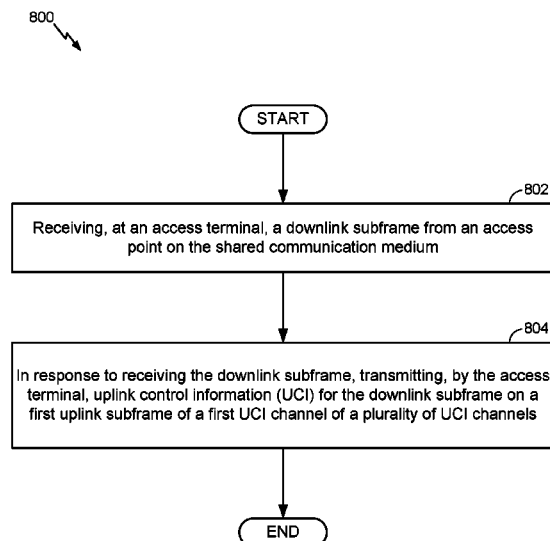 800
START
802
Receiving, at an access terminal, a downlink subframe from an access
point on the shared communication medium
804
In response to receiving the downlink subframe, transmitting, by the access
terminal, uplink control information (UCI) for the downlink subframe on a
first uplink subframe of a first UCI channel of a plurality of UCI channels
END